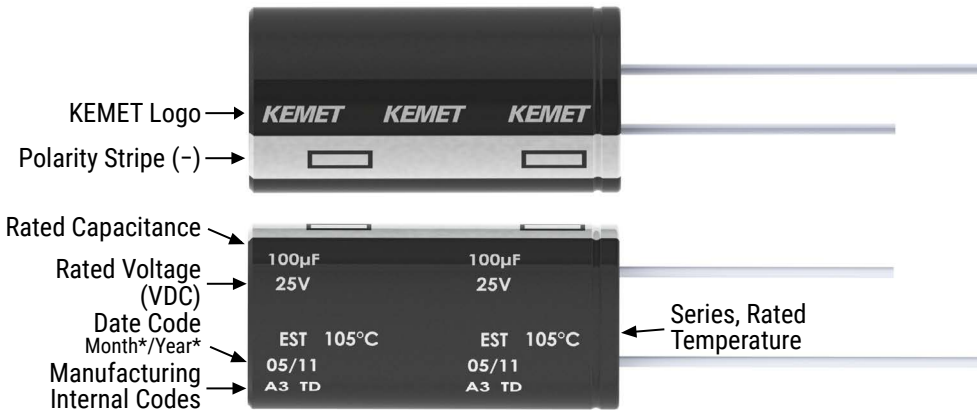 KEMET Logo
KEMET KEMET KEMET
Polarity Stripe (−)
Rated Capacitance
100µF 100µF
Rated Voltage
(VDC)
25V 25V
Date Code
Month*/Year*
EST 105°C EST 105°C
05/11 05/11
Manufacturing
Internal Codes
A3 TD A3 TD
Series, Rated
Temperature